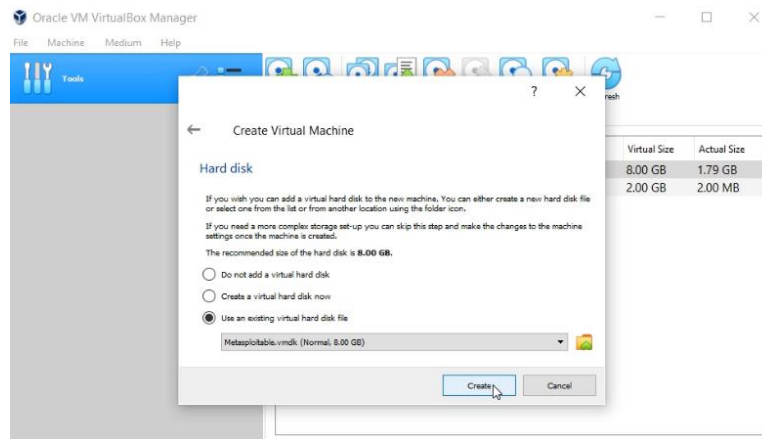 Oracle VM VirtualBox Manager
File Machine Medium Help
Tools
resh
?
Create Virtual Machine
Virtual Size Actual Size
Hard disk
8.00 GB 1.79 GB
2.00 GB 2.00 MB
If you wish you can add a virtual hard disk to the new machine. You can either create a new hard disk file
or select one from the list or from another location using the folder icon.
If you need a more complex storage set-up you can skip this step and make the changes to the machine
settings once the machine is created.
The recommended size of the hard disk is 8.00 GB.
Do not add a virtual hard disk
Create a virtual hard disk now
Use an existing virtual hard disk file
Metasploitable.vmdk (Normal, 8.00 GB)
Create Cancel